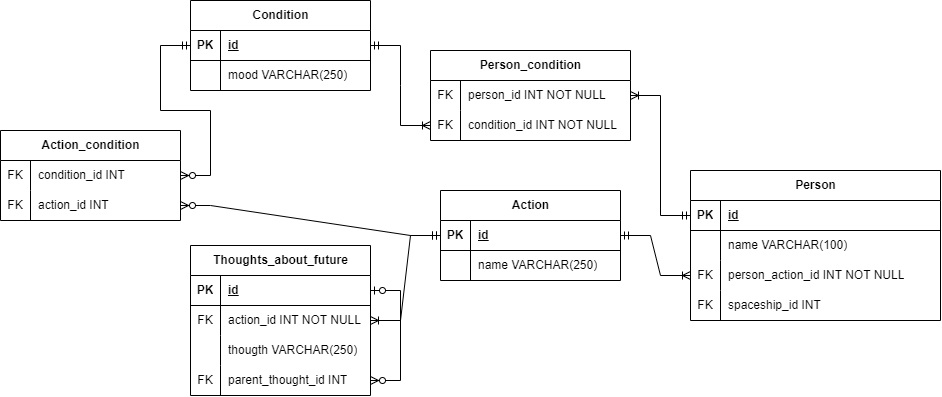 Condition
PK id
mood VARCHAR(250)
Person_condition
FK person_id INT NOT NULL
FK condition_id INT NOT NULL
Action_condition
FK condition_id INT
FK action_id INT
Person
PK id
name VARCHAR(100)
FK person_action_id INT NOT NULL
FK spaceship_id INT
Action
PK id
name VARCHAR(250)
Thoughts_about_future
PK id
FK action_id INT NOT NULL
thougth VARCHAR(250)
FK parent_thought_id INT